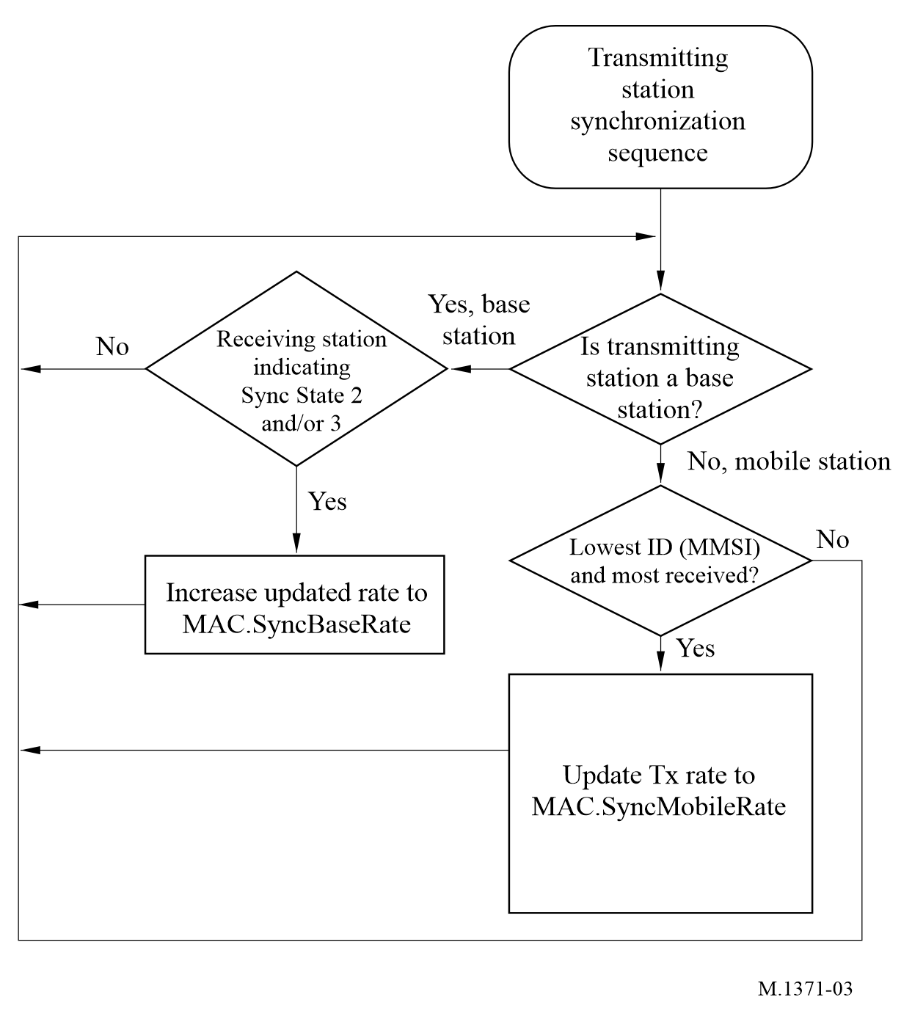 Transmitting
station
synchronization
sequence
Yes, base
station
No
Receiving station
indicating
Sync State 2
and/or 3
Is transmitting
station a base
station?
No, mobile station
Yes
Lowest ID (MMSI)
and most received?
No
Increase updated rate to
MAC.SyncBaseRate
Yes
Update Tx rate to
MAC.SyncMobileRate
M.1371-03